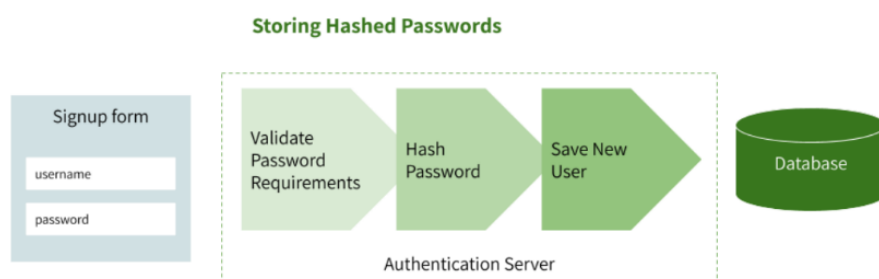 Storing Hashed Passwords
Signup form
username
password
Validate
Password
Requirements
Hash
Password
Save New
User
Authentication Server
Database